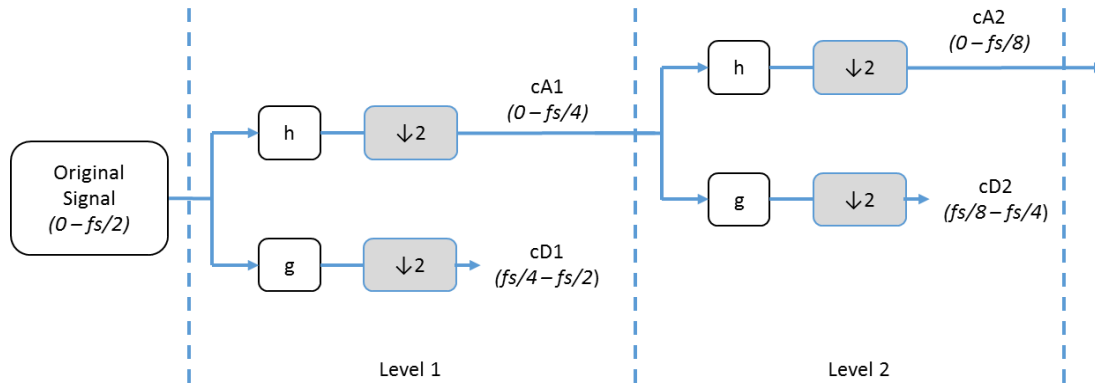 Original
Signal
(0 – fs/2)
h
↓2
cA1
(0 – fs/4)
g
↓2
cD1
(fs/4 – fs/2)
Level 1
h
↓2
cA2
(0 – fs/8)
g
↓2
cD2
(fs/8 – fs/4)
Level 2